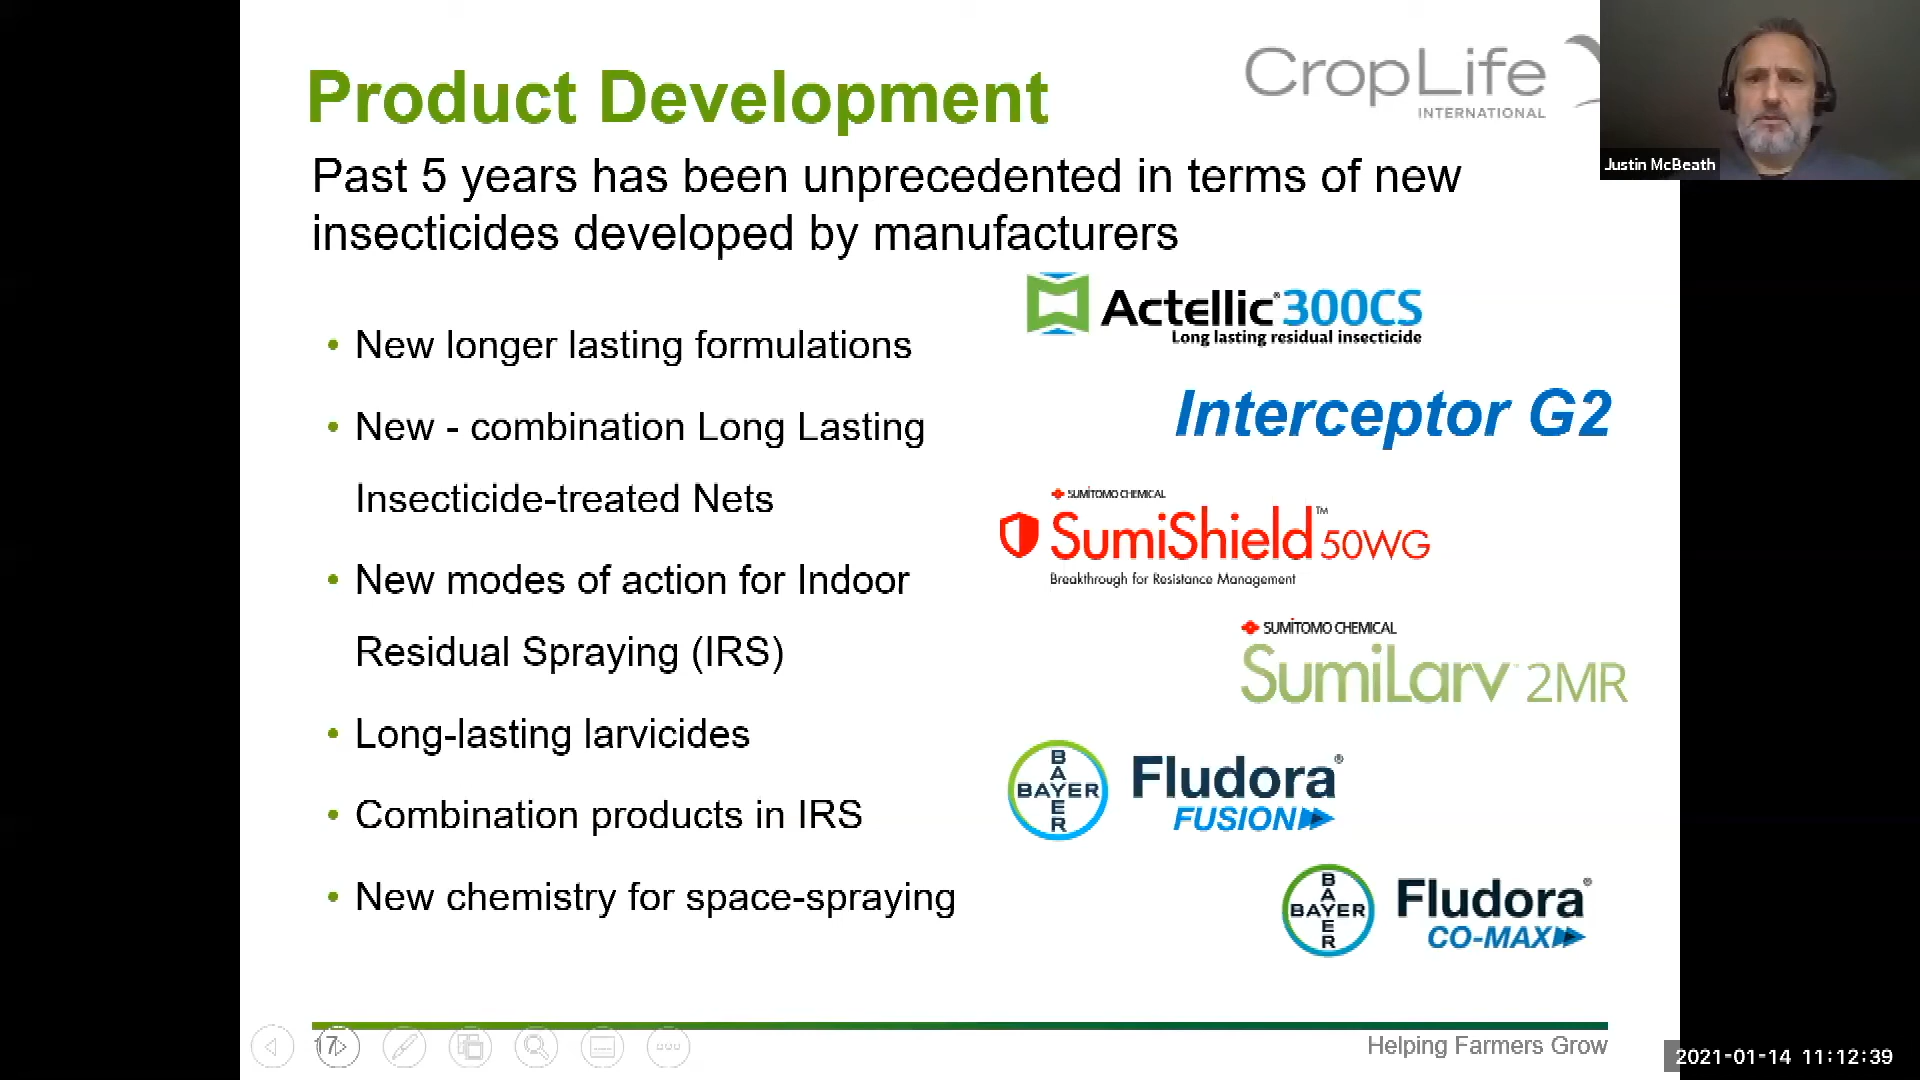 Product Development
CropLife
INTERNATIONAL
Justin McBeath
Past 5 years has been unprecedented in terms of new
insecticides developed by manufacturers
• New longer lasting formulations
• New - combination Long Lasting
Insecticide-treated Nets
• New modes of action for Indoor
Residual Spraying (IRS)
• Long-lasting larvicides
• Combination products in IRS
• New chemistry for space-spraying
Actellic® 300CS
Long lasting residual insecticide
Interceptor G2
SUMITOMO CHEMICAL
SumiShield™ 50WG
Breakthrough for Resistance Management
SUMITOMO CHEMICAL
SumiLarv™ 2MR
BAYER
BAYER
Fludora®
FUSION
BAYER
BAYER
Fludora®
CO-MAX
17
Helping Farmers Grow
2021-01-14 11:12:39